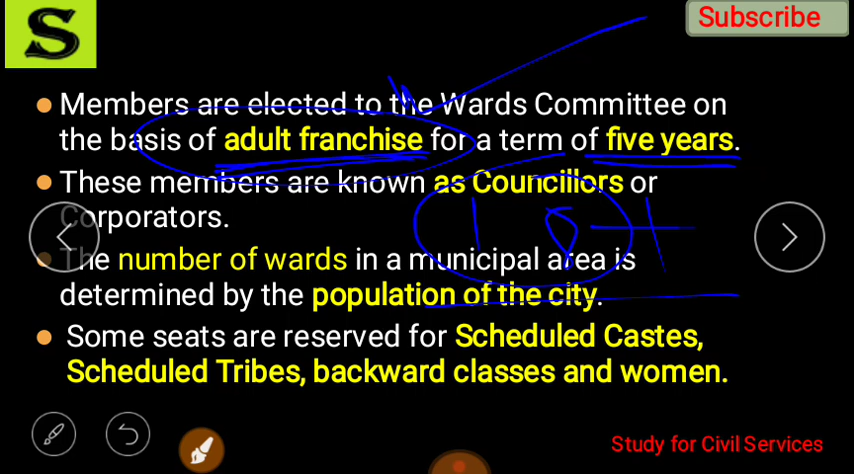 S
Subscribe
Members are elected to the Wards Committee on
the basis of adult franchise for a term of five years.
These members are known as Councillors or
Corporators.
18+
The number of wards in a municipal area is
determined by the population of the city.
Some seats are reserved for Scheduled Castes,
Scheduled Tribes, backward classes and women.
Study for Civil Services